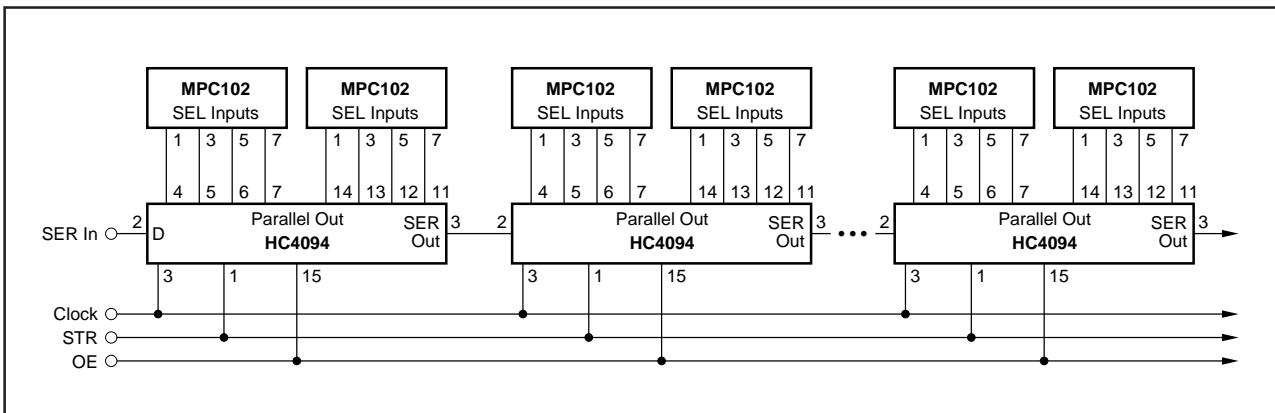 MPC102 MPC102 MPC102 MPC102 MPC102 MPC102
SEL Inputs SEL Inputs SEL Inputs SEL Inputs SEL Inputs SEL Inputs
1 3 5 7 1 3 5 7 1 3 5 7 1 3 5 7 1 3 5 7 1 3 5 7
4 5 6 7 14 13 12 11 4 5 6 7 14 13 12 11 4 5 6 7 14 13 12 11
Parallel Out SER Parallel Out SER Parallel Out SER
SER In 2 D HC4094 Out 3 2 HC4094 Out 3 2 HC4094 Out 3
3 1 15 3 1 15 3 1 15
Clock
STR
OE